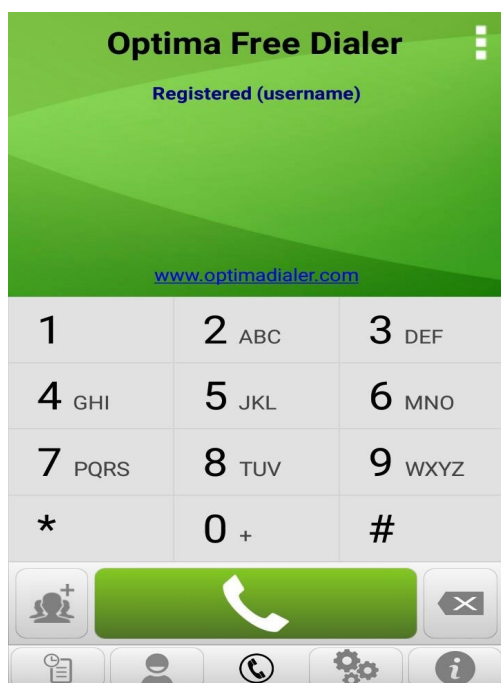 Optima Free Dialer
Registered (username)
www.optimadialer.com
1 2 ABC 3 DEF
4 GHI 5 JKL 6 MNO
7 PQRS 8 TUV 9 WXYZ
* 0 + #